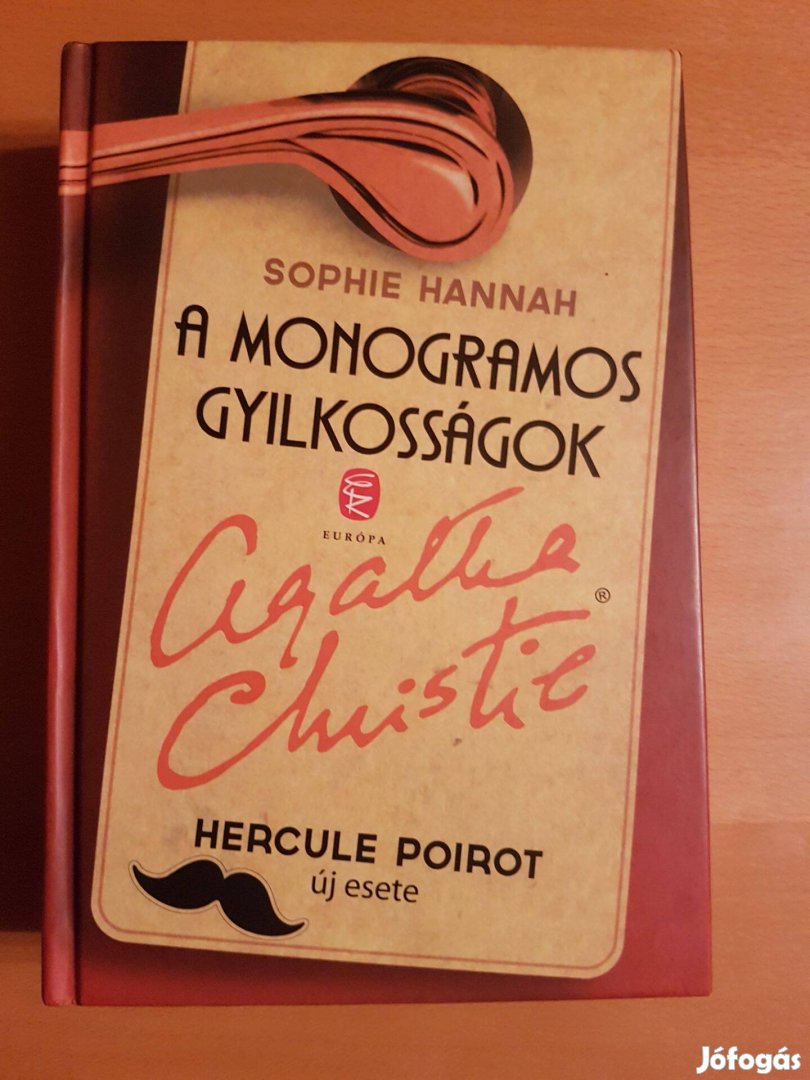 SOPHIE HANNAH
A MONOGRAMOS
GYILKOSSÁGOK
EURÓPA
Agatha
Christie®
HERCULE POIROT
új esete
Jófogás